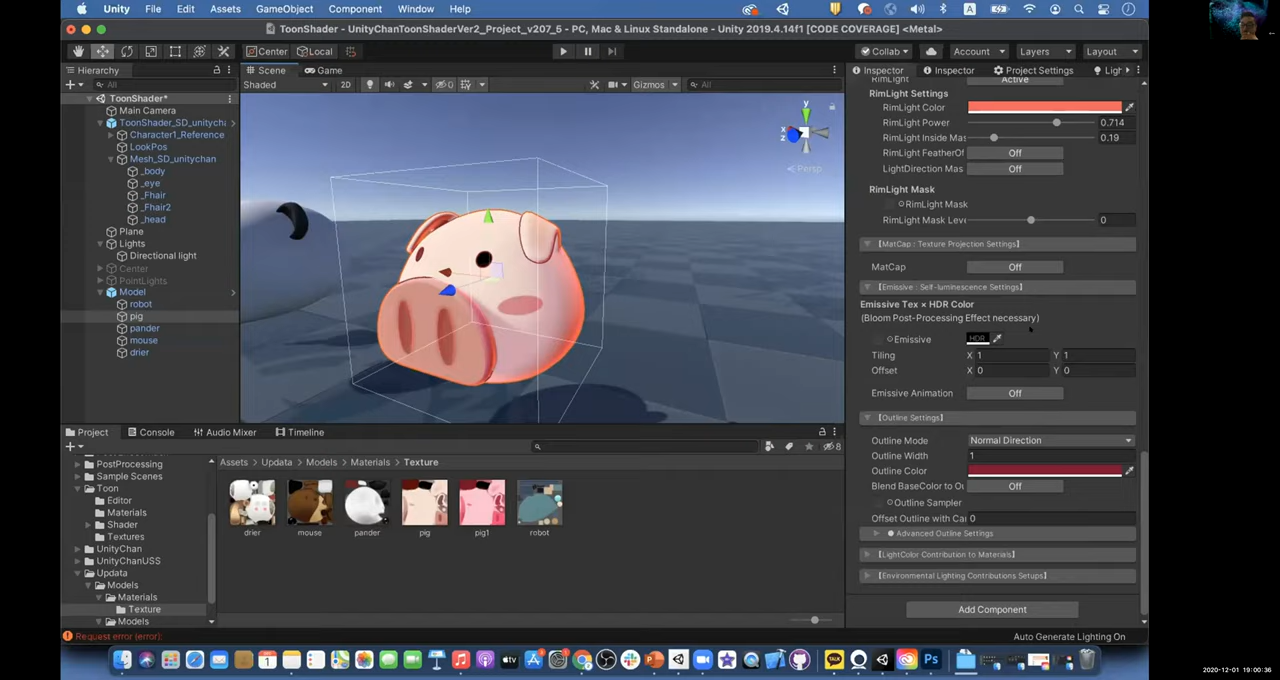 Unity File Edit Assets GameObject Component Window Help
ToonShader - UnityChanToonShaderVer2_Project_v207_5 - PC, Mac & Linux Standalone - Unity 2019.4.14f1 [CODE COVERAGE] <Metal>
Center Local Collab Account Layers Layout
Hierarchy
All
ToonShader*
Main Camera
ToonShader_SD_unitycha
Character1_Reference
LookPos
Mesh_SD_unitychan
_body
_eye
_Fhair
_Fhair2
_head
Plane
Lights
Directional light
Center
PointLights
Model
robot
pig
pander
mouse
drier
Scene Game
Shaded 2D 0 Gizmos All
y
x
z
Persp
Inspector Inspector Project Settings Ligh
RimLight Active
RimLight Settings
RimLight Color
RimLight Power 0.714
RimLight Inside Mas 0.19
RimLight FeatherOf Off
LightDirection Mas Off
RimLight Mask
RimLight Mask
RimLight Mask Leve 0
【MatCap : Texture Projection Settings】
MatCap Off
【Emissive : Self-luminescence Settings】
Emissive Tex × HDR Color
(Bloom Post-Processing Effect necessary)
Emissive HDR
Tiling X 1 Y 1
Offset X 0 Y 0
Emissive Animation Off
【Outline Settings】
Outline Mode Normal Direction
Outline Width 1
Outline Color
Blend BaseColor to Ou Off
Outline Sampler
Offset Outline with Car 0
Advanced Outline Settings
【LightColor Contribution to Materials】
【Environmental Lighting Contributions Setups】
Add Component
Auto Generate Lighting On
Project Console Audio Mixer Timeline
8
PostProcessing
Sample Scenes
Toon
Editor
Materials
Shader
Textures
UnityChan
UnityChanUSS
Updata
Models
Materials
Texture
Models
Assets > Updata > Models > Materials > Texture
drier mouse pander pig pig1 robot
Request error (error):
2020-12-01 19:00:36